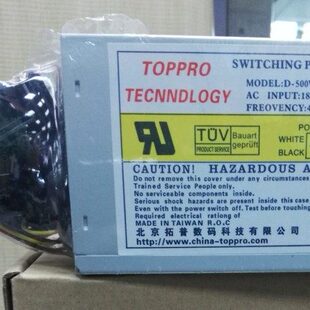 TOPPRO
TECNNDLOGY
SWITCHING P
MODEL:D-500
AC INPUT:18
FREOVENCY:4
TÜV
PRODUCT SERVICE
Bauart
geprüft
PO
WHITE
BLACK
CAUTION! HAZARDOUS A
Do not remove this cover under any circumstances
Trained Service People only.
No serviceable components inside.
Serious shock hazards are present inside this case
Even with the power switch off. Test before touching
Required electrical rationg of
MADE IN TAIWAN R.O.C
北京拓普数码科技有限公司
http://www.china-toppro.com